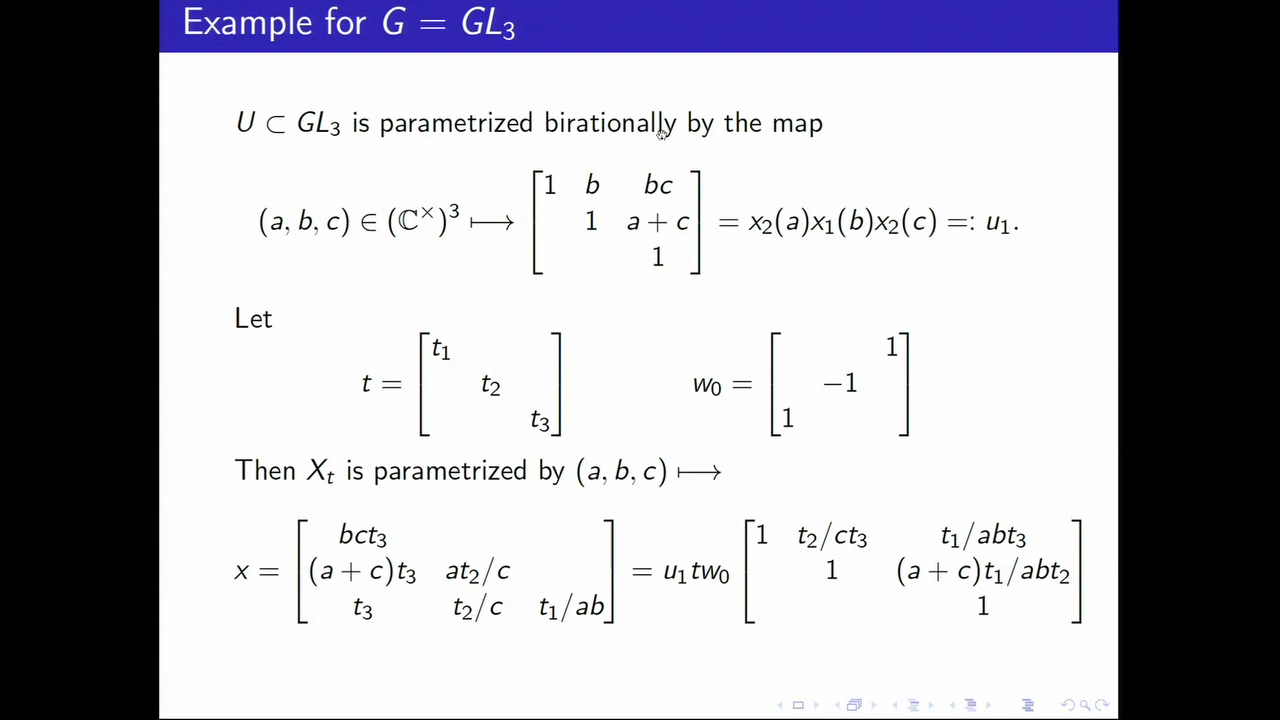 Example for G = GL₃
U ⊂ GL₃ is parametrized birationally by the map
(a, b, c) ∈ (ℂ×)³ ⟼ [1 b bc; 1 a + c; 1] = x₂(a)x₁(b)x₂(c) =: u₁.
Let
t = [t₁; t₂; t₃] w₀ = [1; −1; 1]
Then Xₜ is parametrized by (a, b, c) ⟼
x = [bct₃; (a + c)t₃ at₂/c; t₃ t₂/c t₁/ab] = u₁tw₀ [1 t₂/ct₃ t₁/abt₃; 1 (a + c)t₁/abt₂; 1]